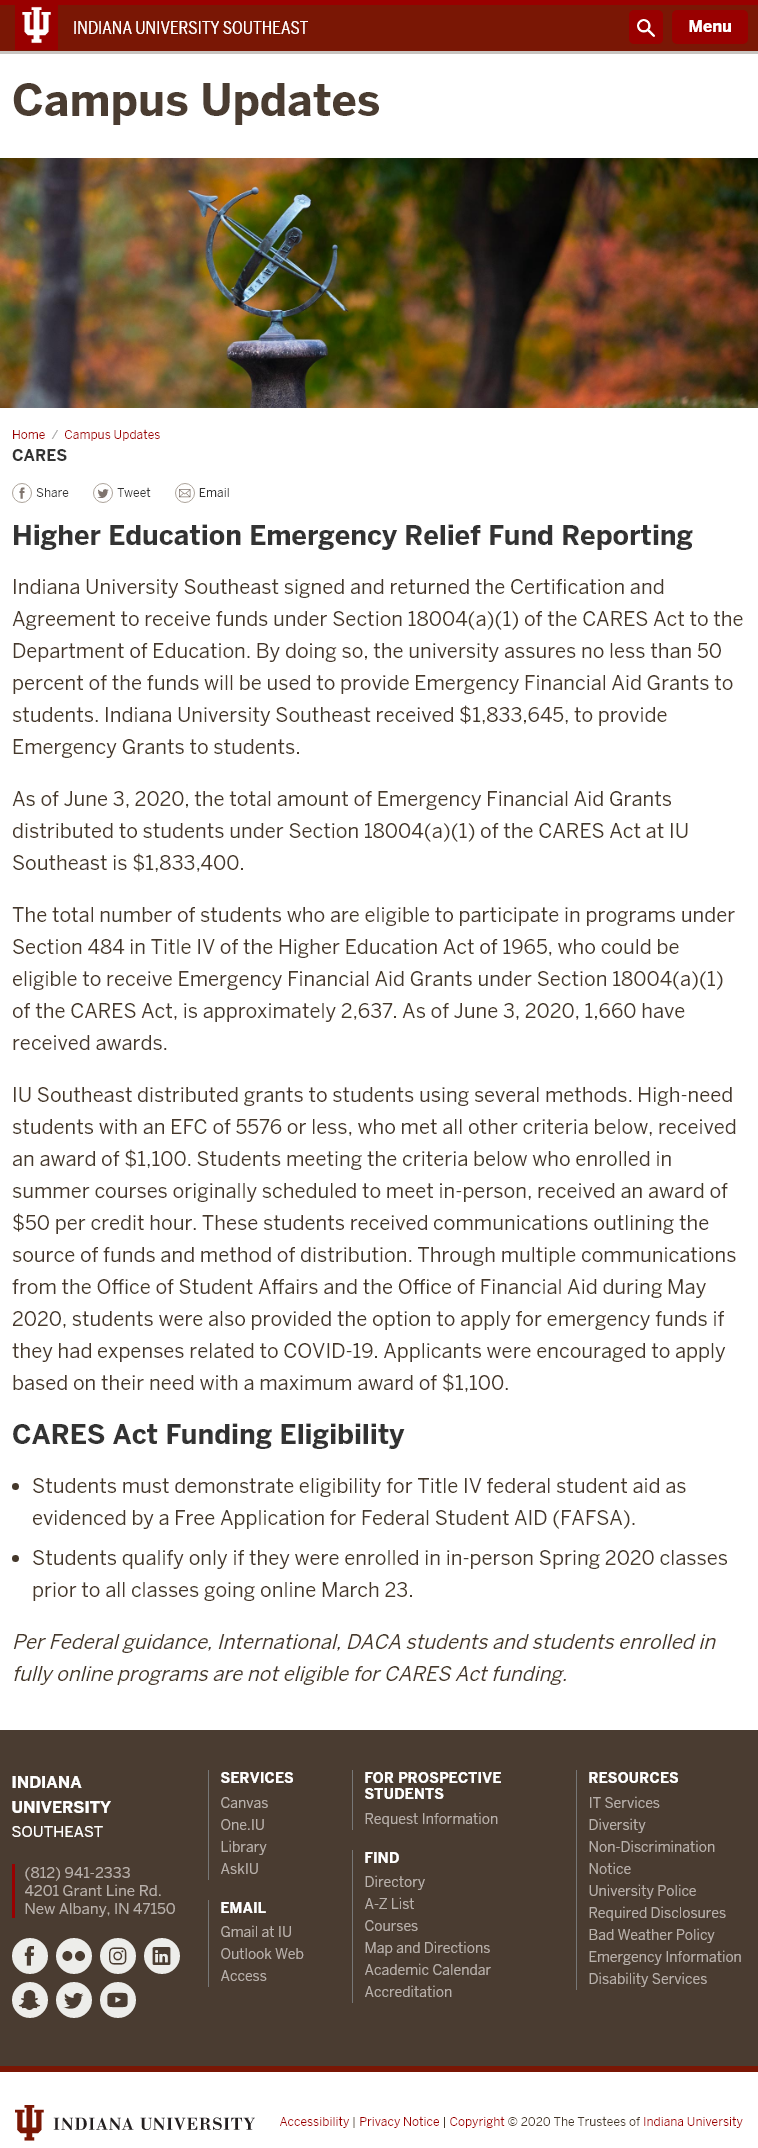 INDIANA UNIVERSITY SOUTHEAST
Menu
Campus Updates
Home / Campus Updates
CARES
Share Tweet Email
Higher Education Emergency Relief Fund Reporting
Indiana University Southeast signed and returned the Certification and
Agreement to receive funds under Section 18004(a)(1) of the CARES Act to the
Department of Education. By doing so, the university assures no less than 50
percent of the funds will be used to provide Emergency Financial Aid Grants to
students. Indiana University Southeast received $1,833,645, to provide
Emergency Grants to students.
As of June 3, 2020, the total amount of Emergency Financial Aid Grants
distributed to students under Section 18004(a)(1) of the CARES Act at IU
Southeast is $1,833,400.
The total number of students who are eligible to participate in programs under
Section 484 in Title IV of the Higher Education Act of 1965, who could be
eligible to receive Emergency Financial Aid Grants under Section 18004(a)(1)
of the CARES Act, is approximately 2,637. As of June 3, 2020, 1,660 have
received awards.
IU Southeast distributed grants to students using several methods. High-need
students with an EFC of 5576 or less, who met all other criteria below, received
an award of $1,100. Students meeting the criteria below who enrolled in
summer courses originally scheduled to meet in-person, received an award of
$50 per credit hour. These students received communications outlining the
source of funds and method of distribution. Through multiple communications
from the Office of Student Affairs and the Office of Financial Aid during May
2020, students were also provided the option to apply for emergency funds if
they had expenses related to COVID-19. Applicants were encouraged to apply
based on their need with a maximum award of $1,100.
CARES Act Funding Eligibility
• Students must demonstrate eligibility for Title IV federal student aid as
evidenced by a Free Application for Federal Student AID (FAFSA).
• Students qualify only if they were enrolled in in-person Spring 2020 classes
prior to all classes going online March 23.
Per Federal guidance, International, DACA students and students enrolled in
fully online programs are not eligible for CARES Act funding.
INDIANA
UNIVERSITY
SOUTHEAST
(812) 941-2333
4201 Grant Line Rd.
New Albany, IN 47150
SERVICES
Canvas
One.IU
Library
AskIU
EMAIL
Gmail at IU
Outlook Web
Access
FOR PROSPECTIVE
STUDENTS
Request Information
FIND
Directory
A-Z List
Courses
Map and Directions
Academic Calendar
Accreditation
RESOURCES
IT Services
Diversity
Non-Discrimination
Notice
University Police
Required Disclosures
Bad Weather Policy
Emergency Information
Disability Services
INDIANA UNIVERSITY
Accessibility | Privacy Notice | Copyright © 2020 The Trustees of Indiana University